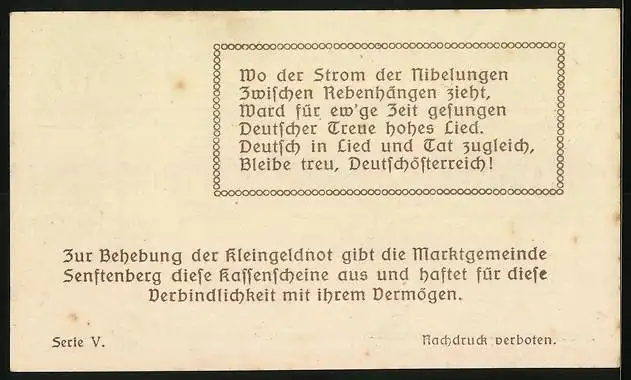 Wo der Strom der Nibelungen
Zwiſchen Rebenhängen zieht,
Ward für ew'ge Zeit geſungen
Deutſcher Treue hohes Lied.
Deutſch in Lied und Tat zugleich,
Bleibe treu, Deutſchöſterreich!
Zur Behebung der Kleingeldnot gibt die Marktgemeinde
Senftenberg dieſe Kaſſenſcheine aus und haftet für dieſe
Verbindlichkeit mit ihrem Vermögen.
Serie V.
Nachdruck verboten.